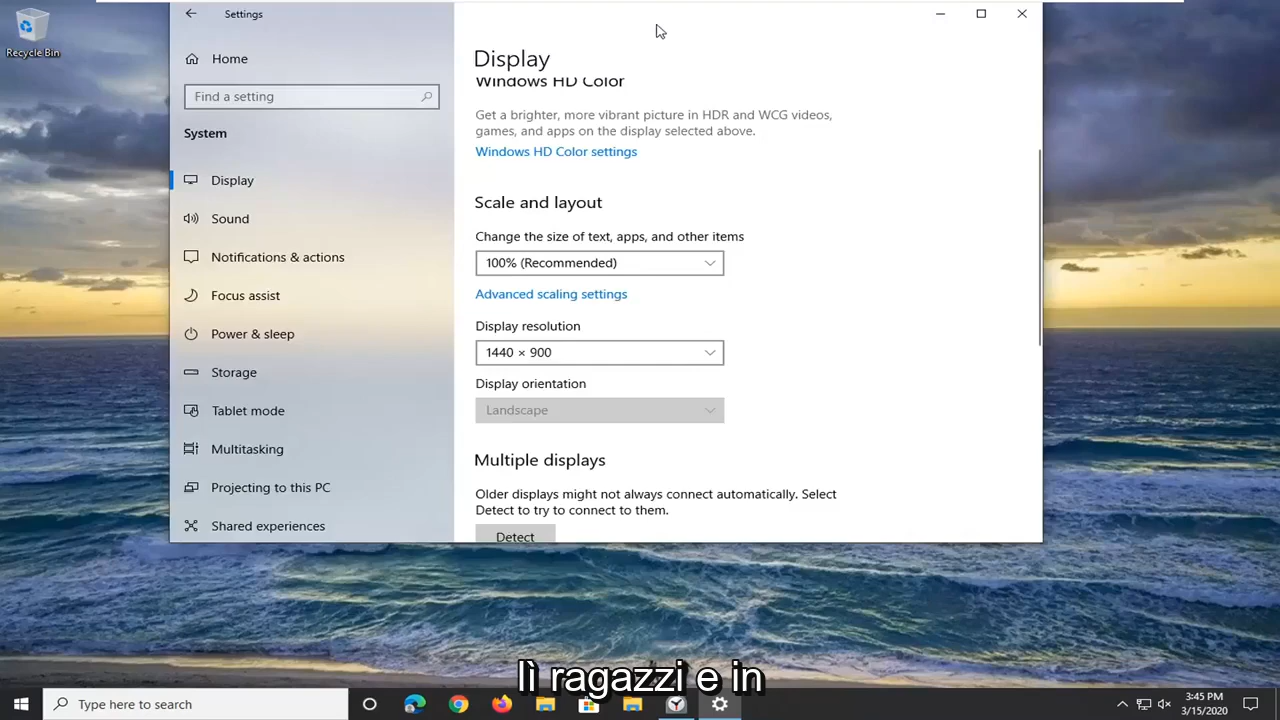 Recycle Bin
Settings
Home
Find a setting
System
Display
Sound
Notifications & actions
Focus assist
Power & sleep
Storage
Tablet mode
Multitasking
Projecting to this PC
Shared experiences
Display
Windows HD Color
Get a brighter, more vibrant picture in HDR and WCG videos,
games, and apps on the display selected above.
Windows HD Color settings
Scale and layout
Change the size of text, apps, and other items
100% (Recommended)
Advanced scaling settings
Display resolution
1440 × 900
Display orientation
Landscape
Multiple displays
Older displays might not always connect automatically. Select
Detect to try to connect to them.
Detect
lì ragazzi e in
Type here to search
3:45 PM
3/15/2020